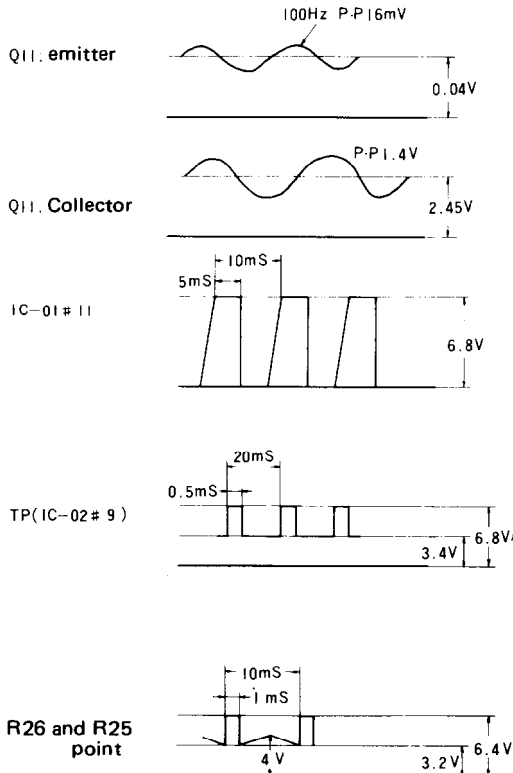 100Hz P-P16mV
Q11. emitter
0.04V
P-P1.4V
Q11. Collector
2.45V
10mS
5mS
IC-01#11
6.8V
20mS
0.5mS
TP(IC-02#9)
6.8V
3.4V
10mS
1mS
R26 and R25
point
4V
6.4V
3.2V